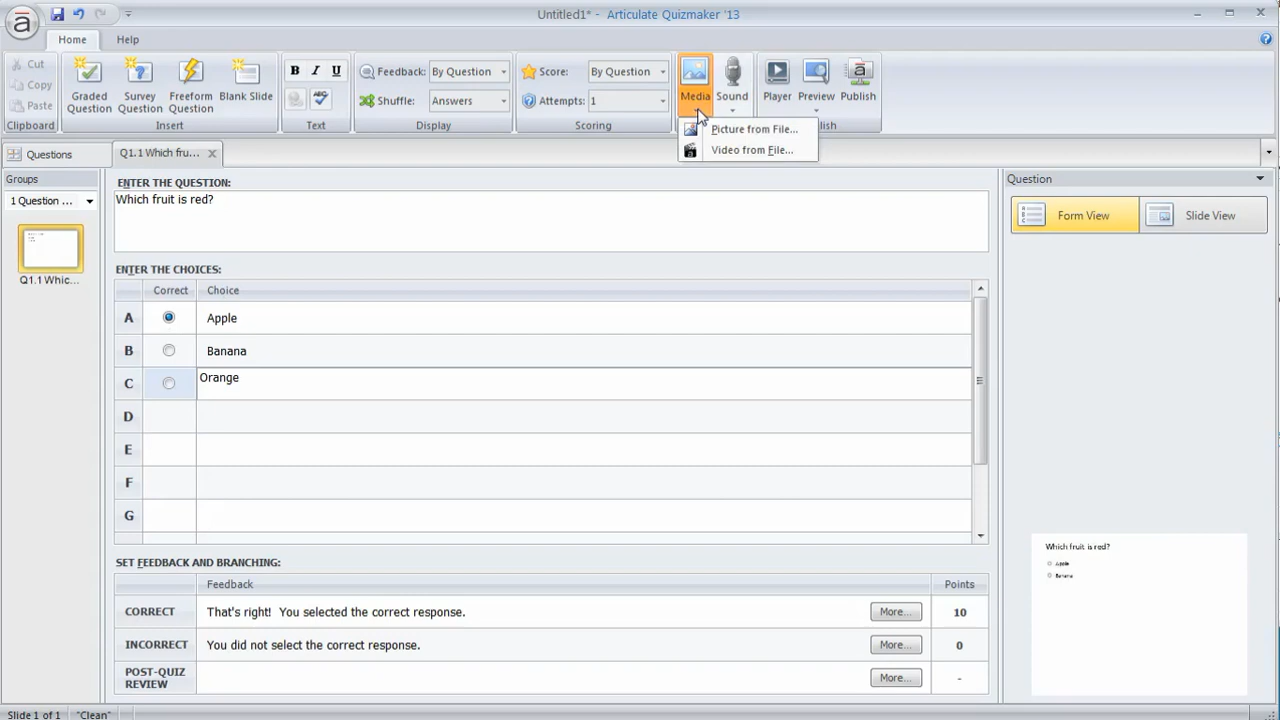 Untitled1* - Articulate Quizmaker '13
Home
Help
Cut
Copy
Paste
Clipboard
Graded Question
Survey Question
Freeform Question
Blank Slide
Insert
B I U
ABC
Text
Feedback: By Question
Shuffle: Answers
Display
Score: By Question
Attempts: 1
Scoring
Media
Sound
Player
Preview
Publish
lish
Picture from File...
Video from File...
Questions
Q1.1 Which fru...
Groups
1 Question ...
Q1.1 Whic...
ENTER THE QUESTION:
Which fruit is red?
ENTER THE CHOICES:
Correct Choice
A Apple
B Banana
C Orange
D
E
F
G
SET FEEDBACK AND BRANCHING:
Feedback Points
CORRECT That's right! You selected the correct response. More... 10
INCORRECT You did not select the correct response. More... 0
POST-QUIZ REVIEW More... -
Question
Form View
Slide View
Which fruit is red?
Apple
Banana
Slide 1 of 1 "Clean"